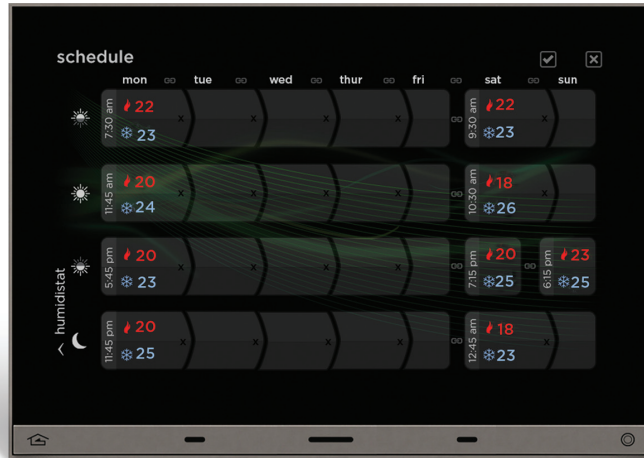 schedule
mon tue wed thur fri sat sun
7:30 am 22 23 x x x x 9:30 am 22 23 x
11:45 am 20 24 x x x x 10:30 am 18 26 x
5:45 pm 20 23 x x x x 7:15 pm 20 25 6:15 pm 23 25
11:45 pm 20 25 x x x x 12:45 am 18 23 x
humidistat